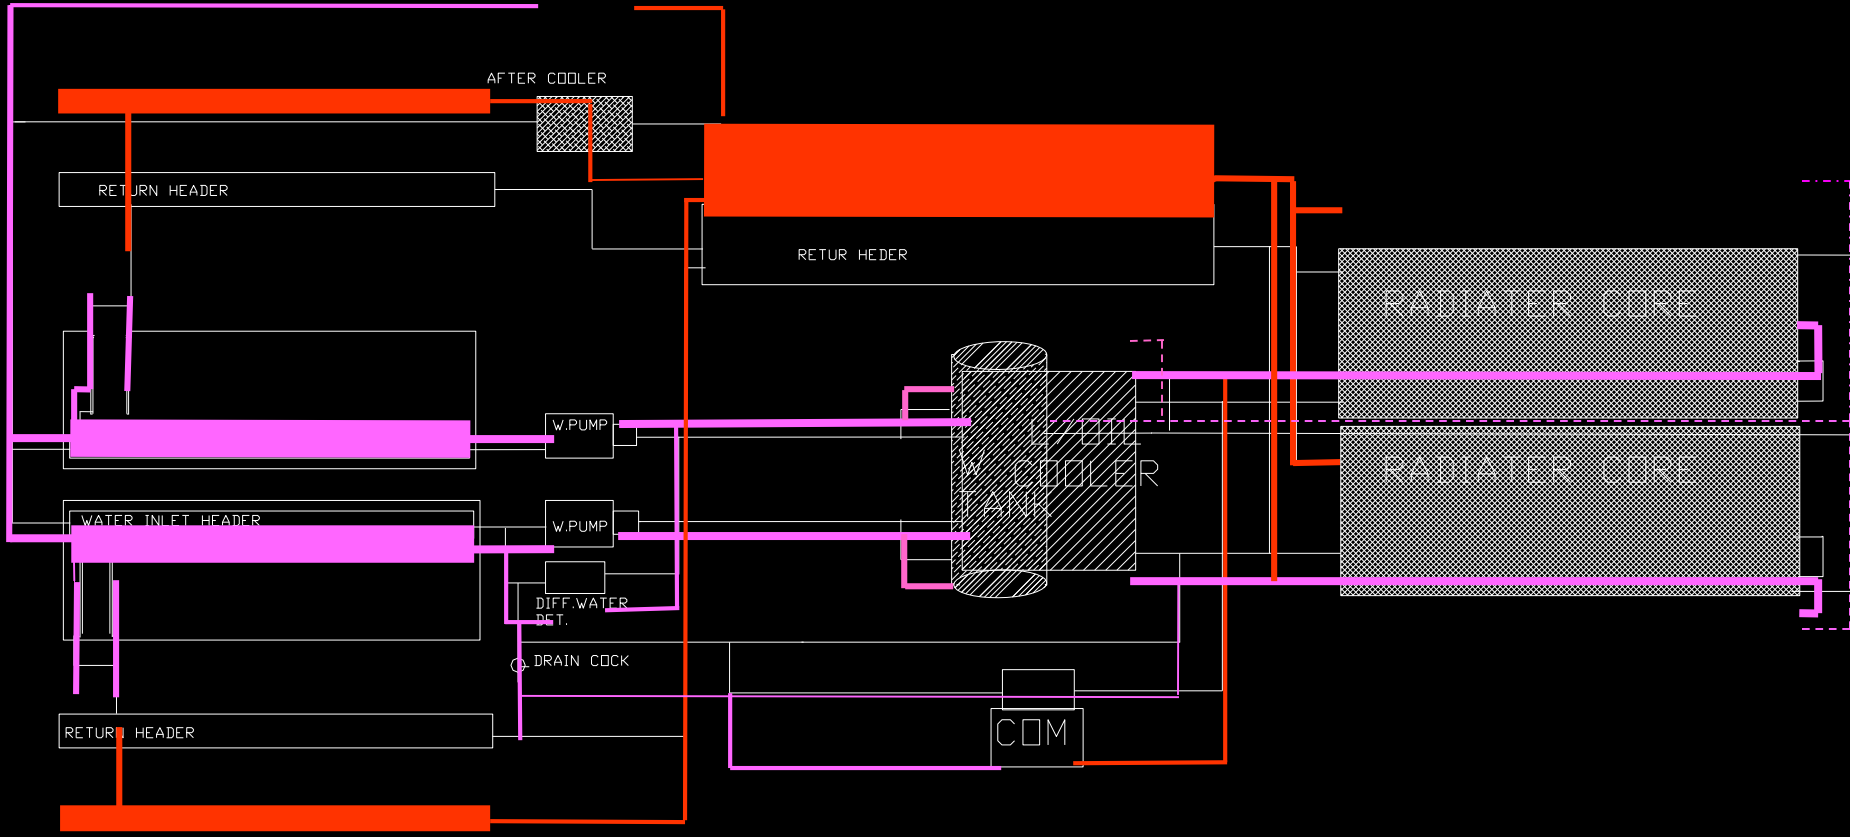 AFTER COOLER
RETURN HEADER
RETUR HEDER
RADIATER CORE
W.PUMP
L/OIL
COOLER
W
TANK
RADIATER CORE
WATER INLET HEADER
W.PUMP
DIFF.WATER
DET.
DRAIN COCK
RETURN HEADER
COM